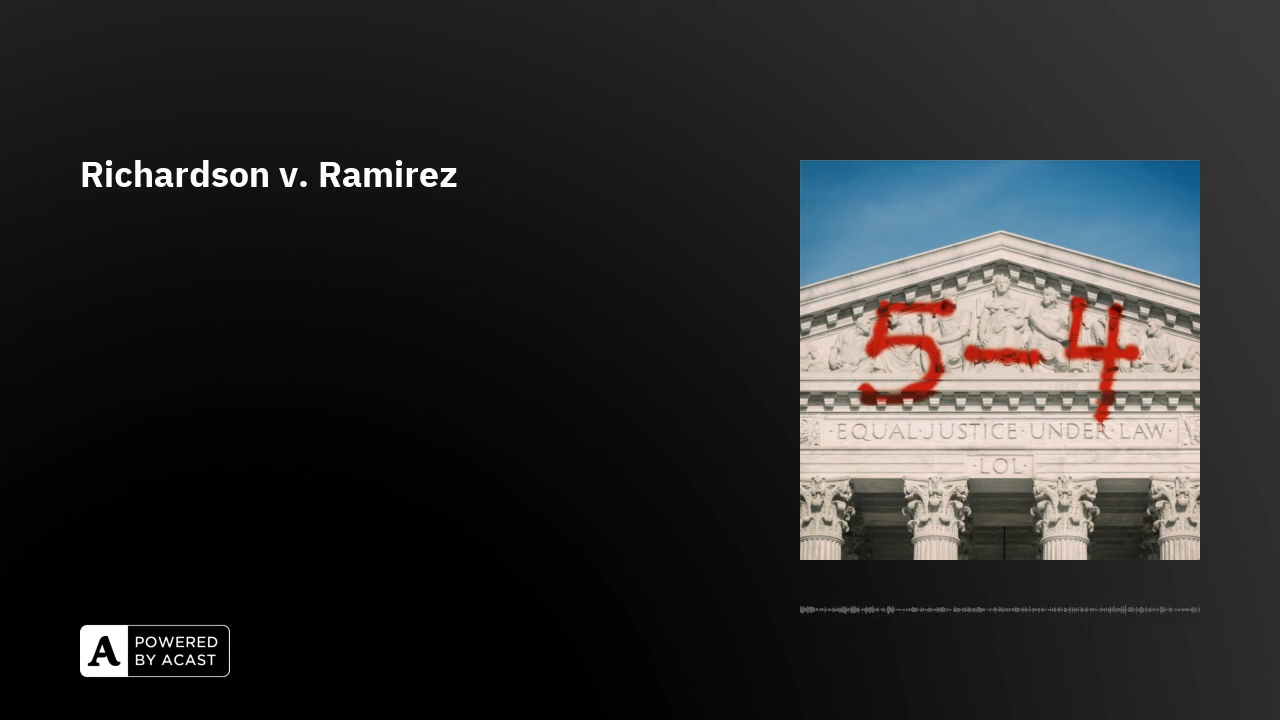 Richardson v. Ramirez
5-4
·EQUAL·JUSTICE·UNDER·LAW·
·LOL·
POWERED
BY ACAST